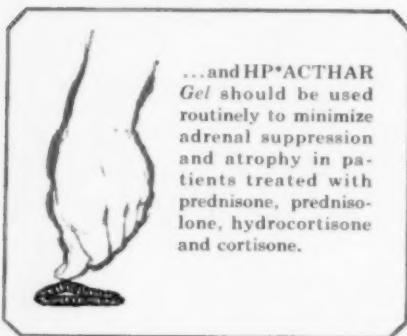 ...and HP*ACTHAR
Gel should be used
routinely to minimize
adrenal suppression
and atrophy in pa-
tients treated with
prednisone, predniso-
lone, hydrocortisone
and cortisone.